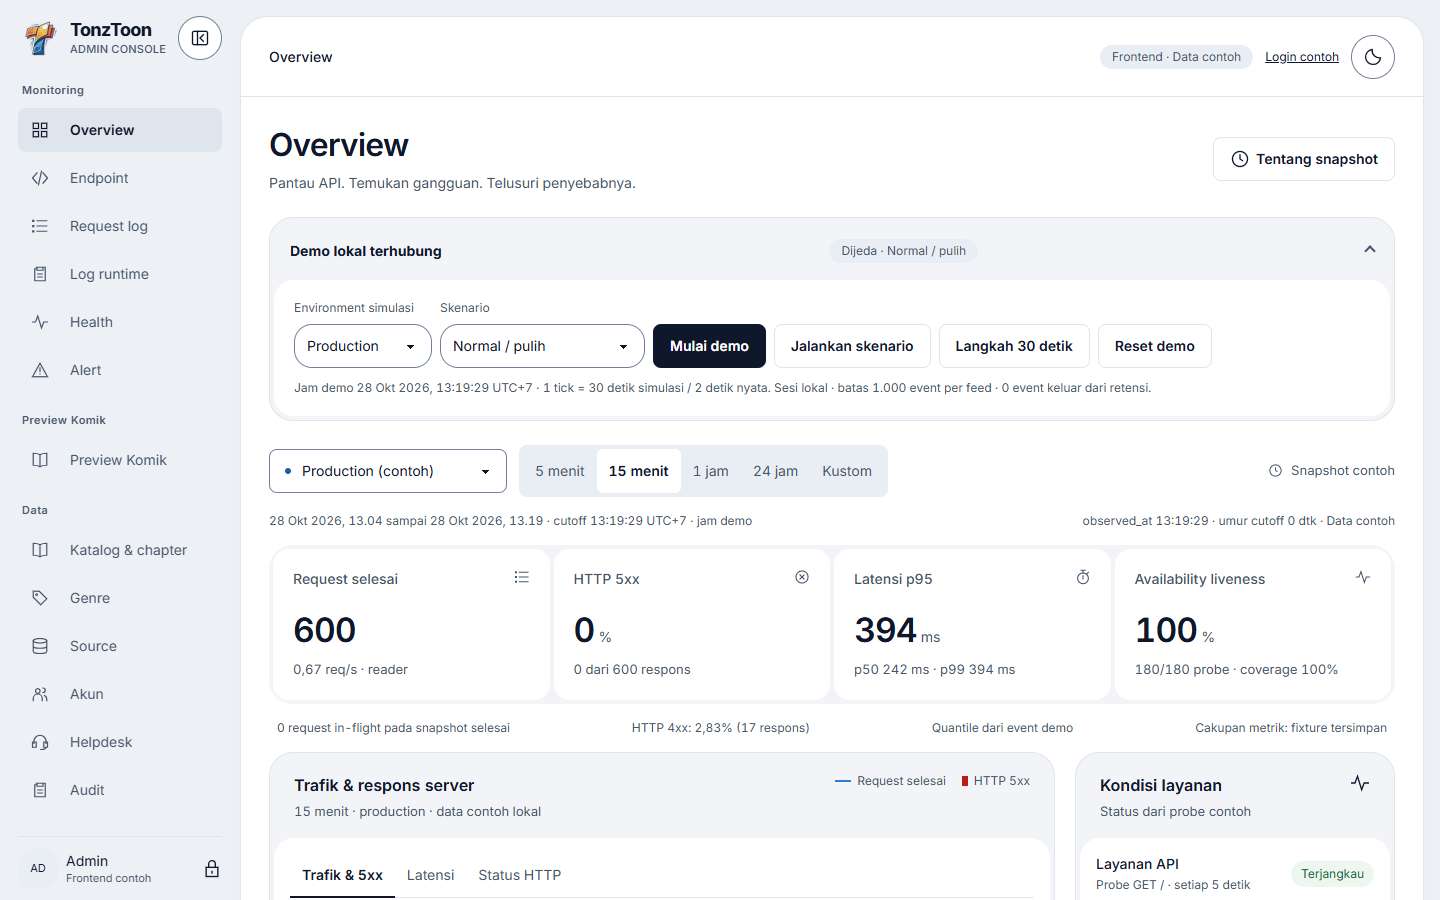 TonzToon
ADMIN CONSOLE
Monitoring
Overview
Endpoint
Request log
Log runtime
Health
Alert
Preview Komik
Preview Komik
Data
Katalog & chapter
Genre
Source
Akun
Helpdesk
Audit
AD
Admin
Frontend contoh
Overview
Frontend · Data contoh
Login contoh
Overview
Pantau API. Temukan gangguan. Telusuri penyebabnya.
Tentang snapshot
Demo lokal terhubung
Dijeda · Normal / pulih
Environment simulasi
Skenario
Production
Normal / pulih
Mulai demo
Jalankan skenario
Langkah 30 detik
Reset demo
Jam demo 28 Okt 2026, 13:19:29 UTC+7 · 1 tick = 30 detik simulasi / 2 detik nyata. Sesi lokal · batas 1.000 event per feed · 0 event keluar dari retensi.
Production (contoh)
5 menit
15 menit
1 jam
24 jam
Kustom
Snapshot contoh
28 Okt 2026, 13.04 sampai 28 Okt 2026, 13.19 · cutoff 13:19:29 UTC+7 · jam demo
observed_at 13:19:29 · umur cutoff 0 dtk · Data contoh
Request selesai
600
0,67 req/s · reader
HTTP 5xx
0 %
0 dari 600 respons
Latensi p95
394 ms
p50 242 ms · p99 394 ms
Availability liveness
100 %
180/180 probe · coverage 100%
0 request in-flight pada snapshot selesai
HTTP 4xx: 2,83% (17 respons)
Quantile dari event demo
Cakupan metrik: fixture tersimpan
Trafik & respons server
15 menit · production · data contoh lokal
Request selesai
HTTP 5xx
Trafik & 5xx
Latensi
Status HTTP
Kondisi layanan
Status dari probe contoh
Layanan API
Probe GET / · setiap 5 detik
Terjangkau